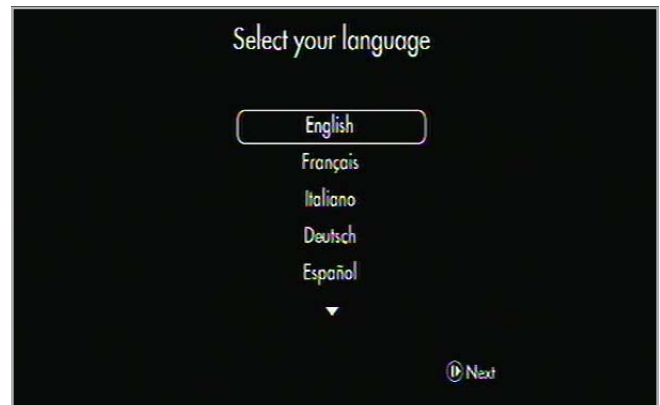 Select your language
English
Français
Italiano
Deutsch
Español
Next